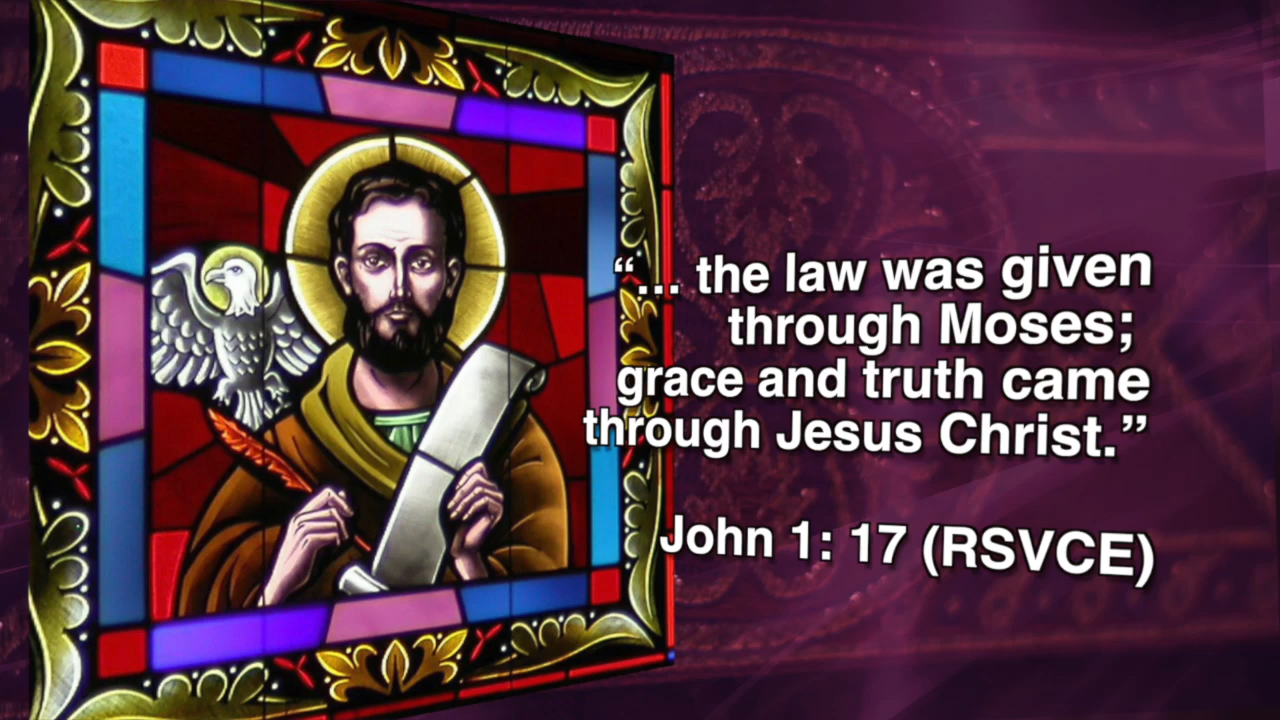 “... the law was given
through Moses;
grace and truth came
through Jesus Christ.”
John 1: 17 (RSVCE)